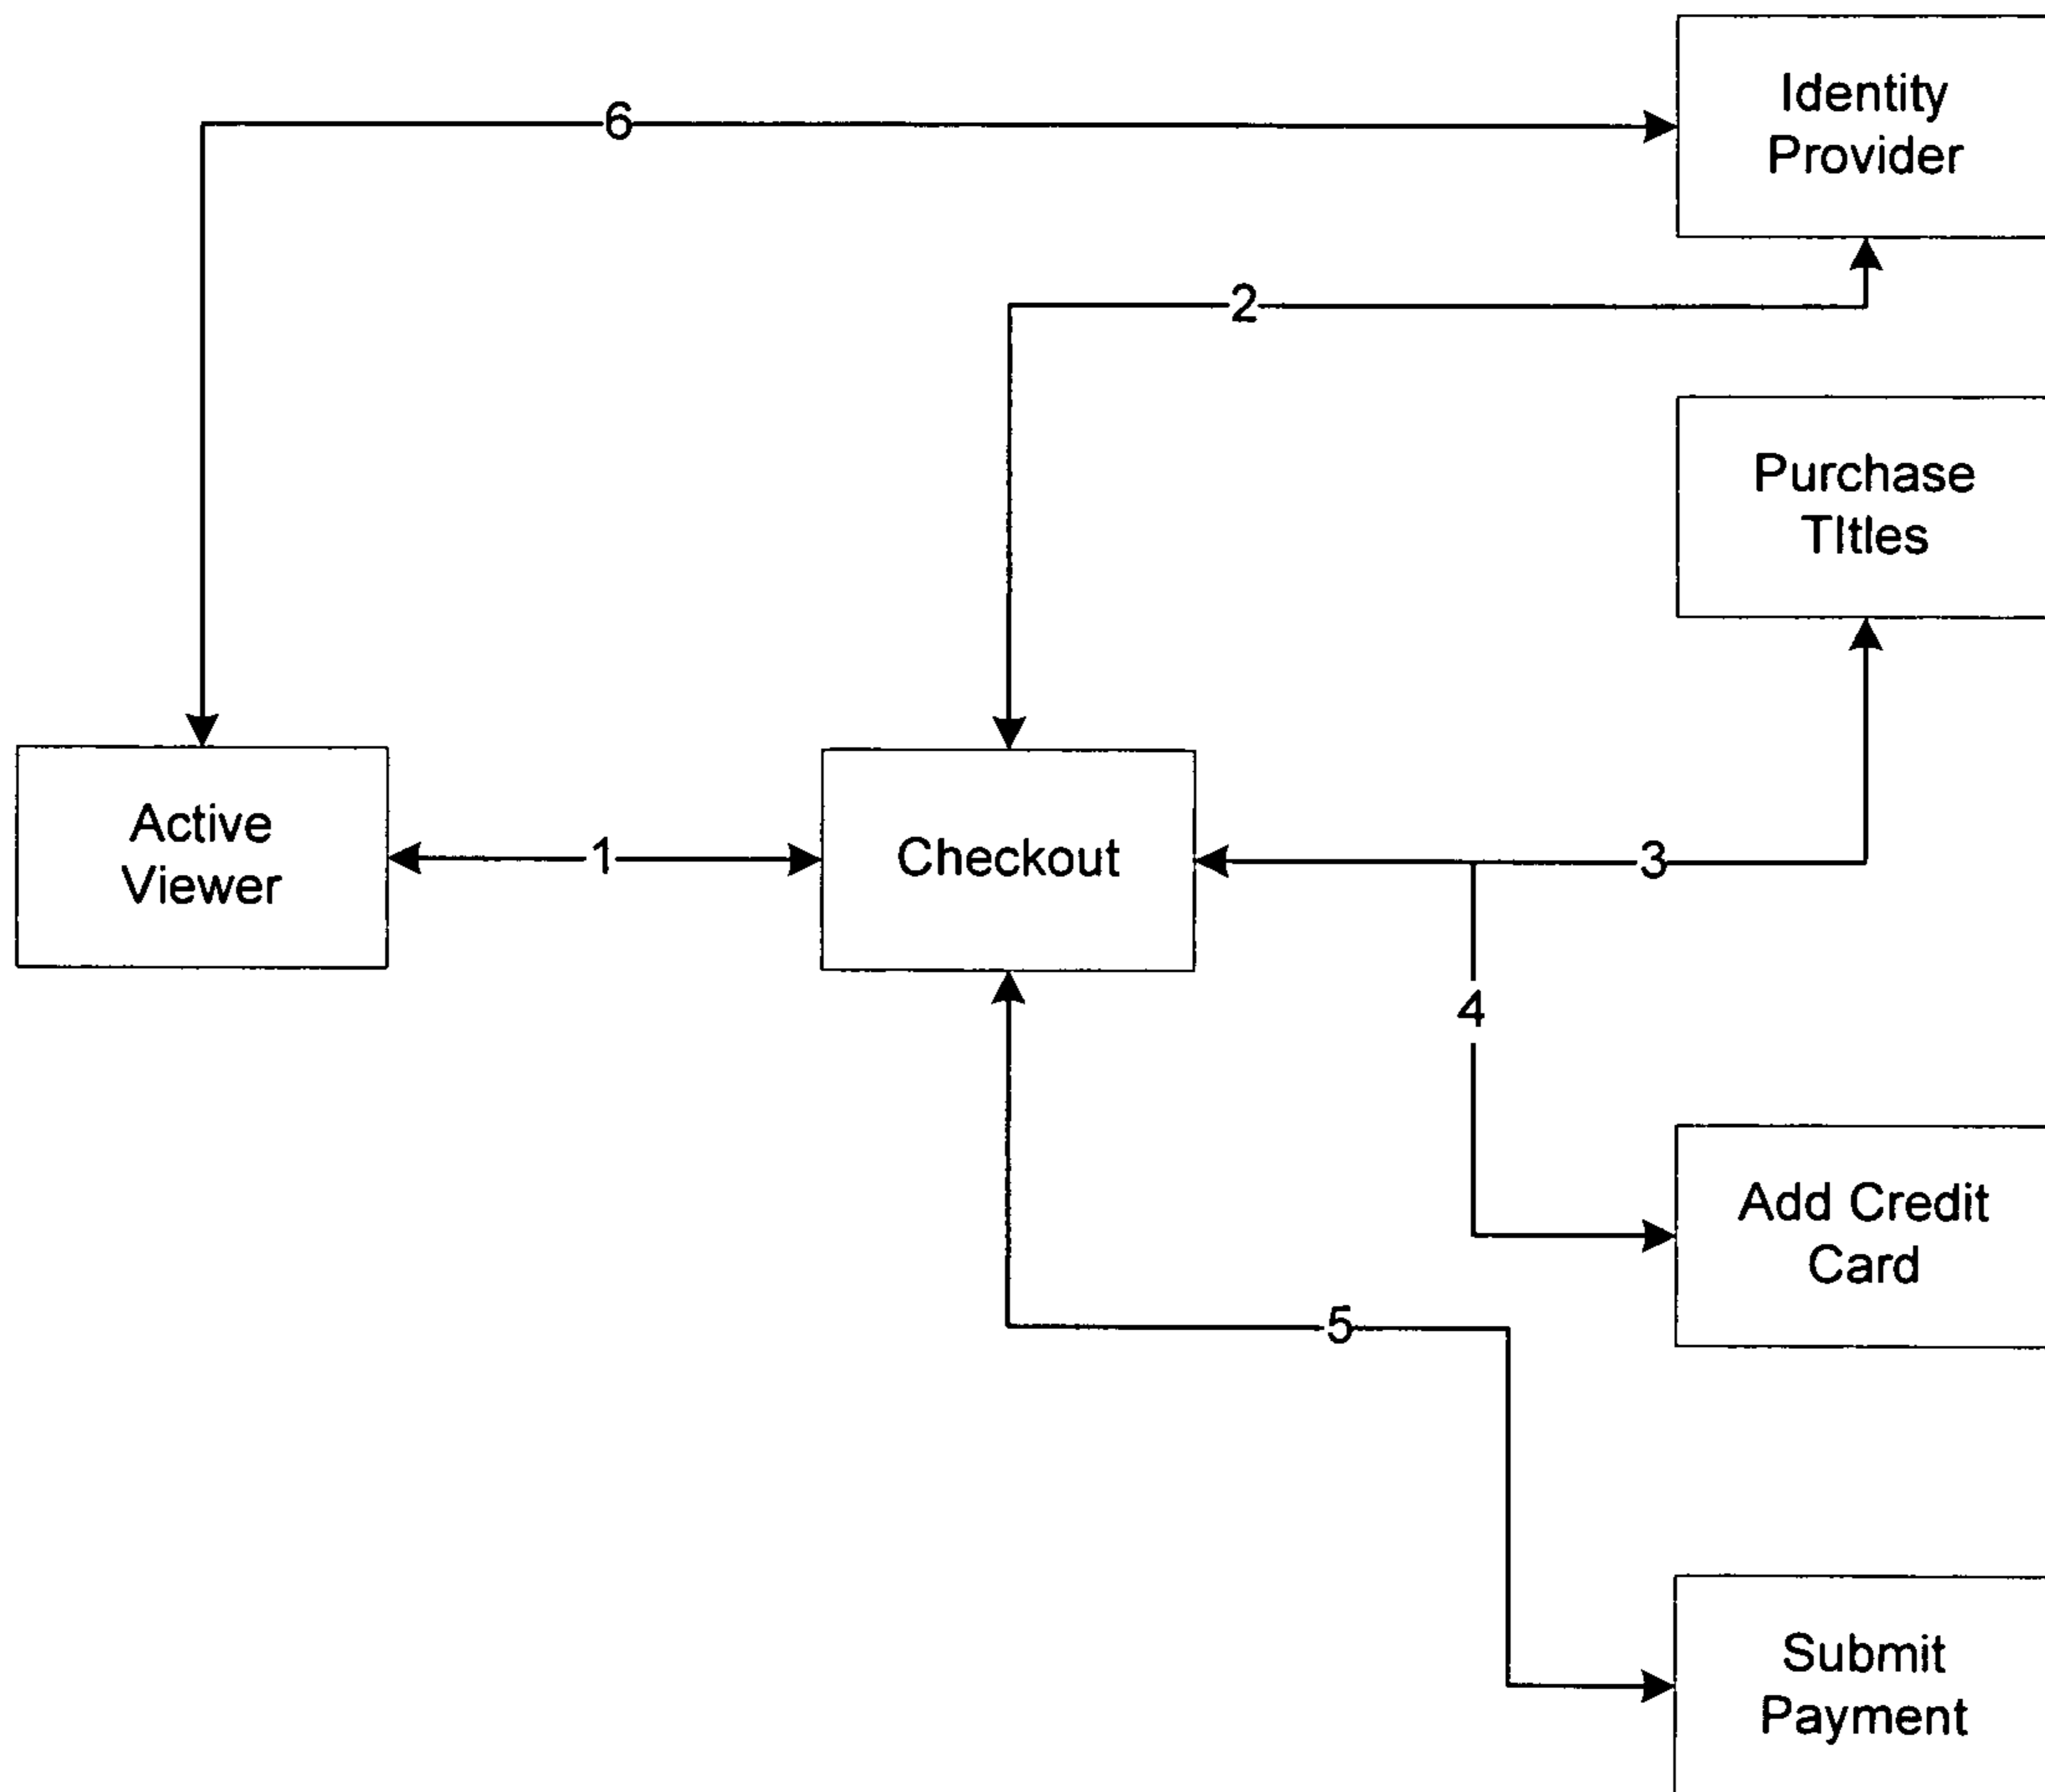 Identity
Provider
6
2
Purchase
TItles
Active
Viewer
1
Checkout
3
4
Add Credit
Card
5
Submit
Payment